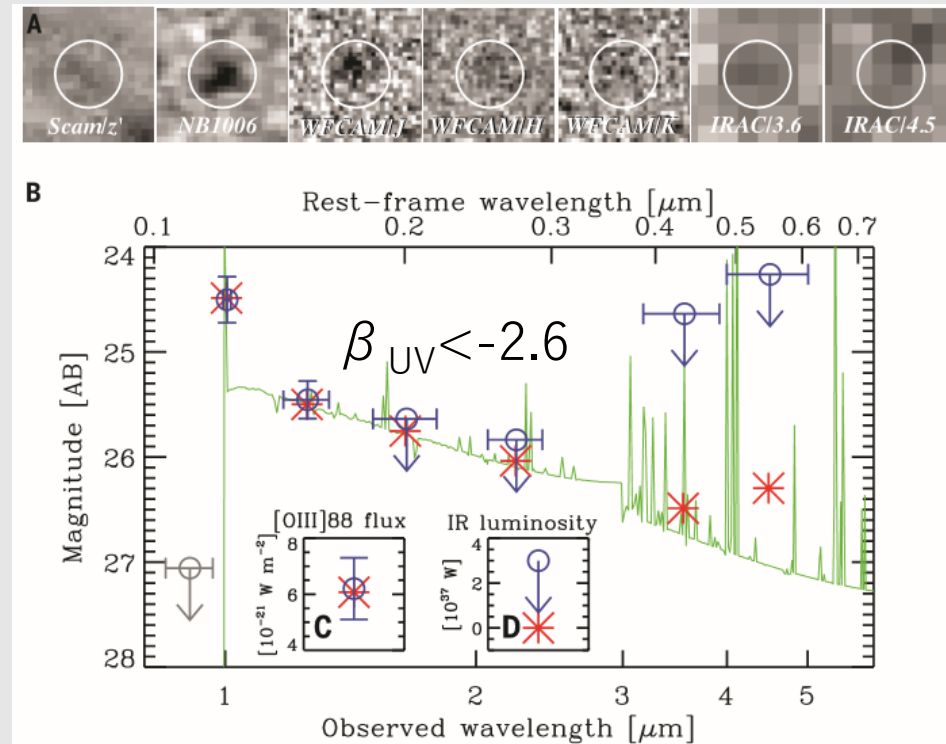 A
Scam/z' NB1006 WFCAM/J WFCAM/H WFCAM/K IRAC/3.6 IRAC/4.5
B
Rest-frame wavelength [μm]
0.1 0.2 0.3 0.4 0.5 0.6 0.7
24
β UV<-2.6
25
Magnitude [AB]
26
[OIII]88 flux IR luminosity
8 4
27
[10⁻²¹ W m⁻²] 6 [10³⁷ W] 2
C D 0
4
28
1 2 3 4 5
Observed wavelength [μm]